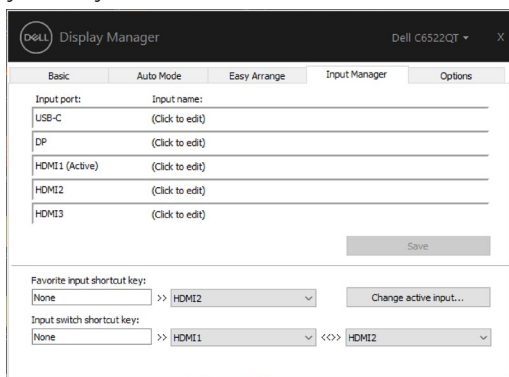 DELL Display Manager Dell C6522QT X
Basic Auto Mode Easy Arrange Input Manager Options
Input port: Input name:
USB-C (Click to edit)
DP (Click to edit)
HDMI1 (Active) (Click to edit)
HDMI2 (Click to edit)
HDMI3 (Click to edit)
Save
Favorite input shortcut key:
None >> HDMI2 Change active input...
Input switch shortcut key:
None >> HDMI1 <<>> HDMI2